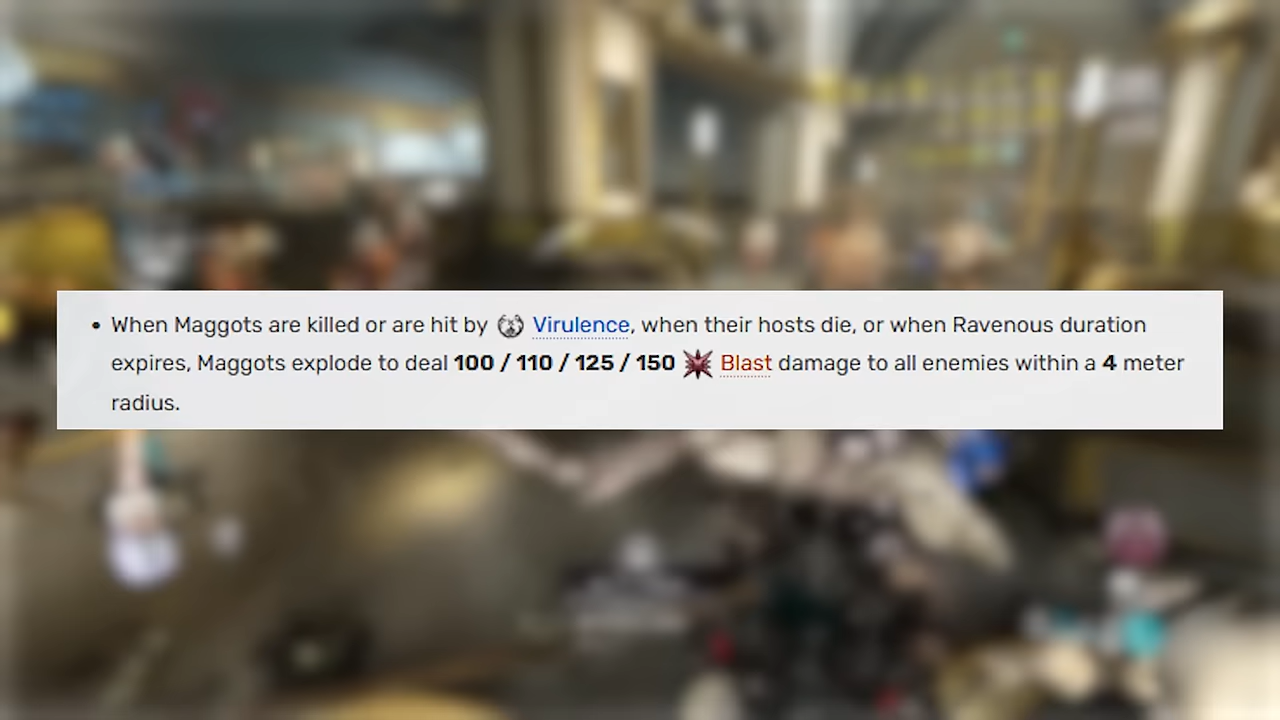 • When Maggots are killed or are hit by Virulence, when their hosts die, or when Ravenous duration
expires, Maggots explode to deal 100 / 110 / 125 / 150 Blast damage to all enemies within a 4 meter
radius.